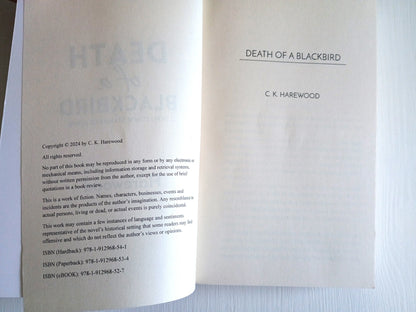 DEATH
of a
BLACKBIRD
Copyright © 2024 by C. K. Harewood
All rights reserved.
No part of this book may be reproduced in any form or by any electronic or
mechanical means, including information storage and retrieval systems,
without written permission from the author, except for the use of brief
quotations in a book review.
This is a work of fiction. Names, characters, businesses, events and
incidents are the products of the author's imagination. Any resemblance to
actual persons, living or dead, or actual events is purely coincidental.
This work may contain a few instances of language and sentiments
representative of the novel's historical setting that some readers may find
offensive and which do not reflect the author's views or opinions.
ISBN (Hardback): 978-1-912968-54-1
ISBN (Paperback): 978-1-912968-53-4
ISBN (eBOOK): 978-1-912968-52-7
DEATH OF A BLACKBIRD
C. K. HAREWOOD